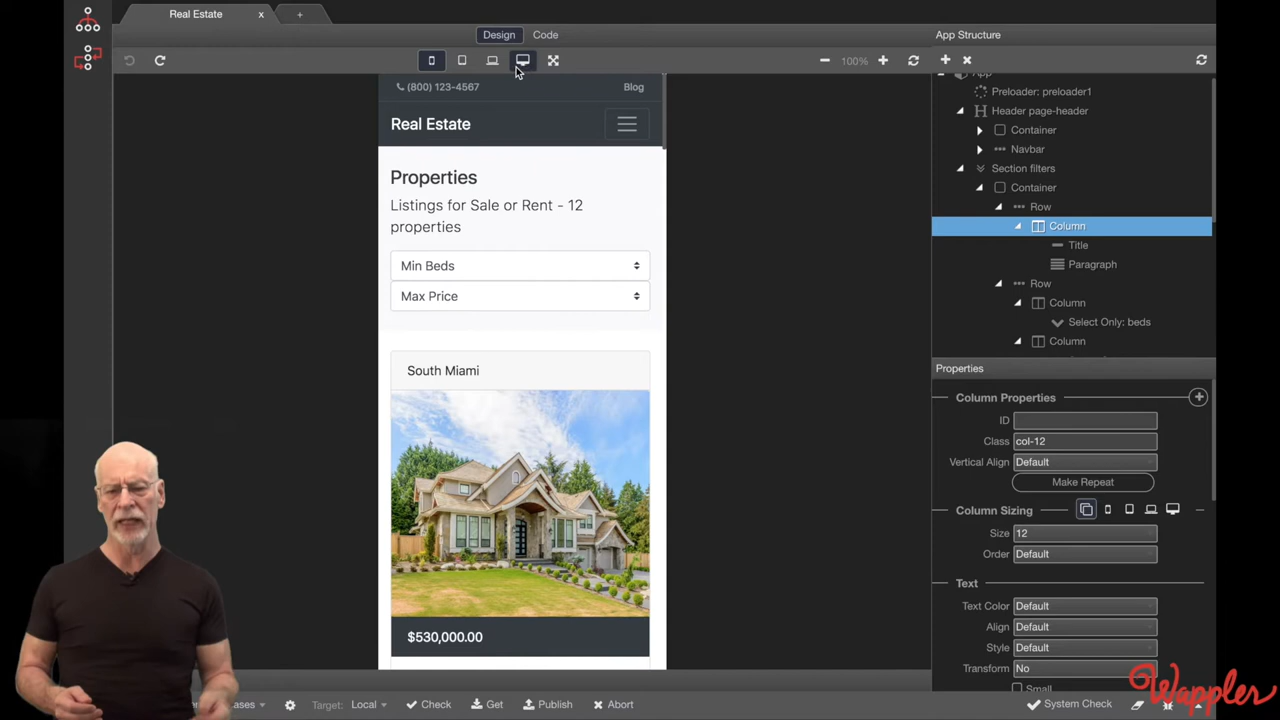 Real Estate
x
+
Design
Code
App Structure
100%
App
Preloader: preloader1
Header page-header
Container
Navbar
Section filters
Container
Row
Column
Title
Paragraph
Row
Column
Select Only: beds
Column
(800) 123-4567
Blog
Real Estate
Properties
Listings for Sale or Rent - 12
properties
Min Beds
Max Price
South Miami
$530,000.00
Properties
Column Properties
ID
Class col-12
Vertical Align Default
Make Repeat
Column Sizing
Size 12
Order Default
Text
Text Color Default
Align Default
Style Default
Transform No
Small
Target: Local
Check
Get
Publish
Abort
System Check
Wappler